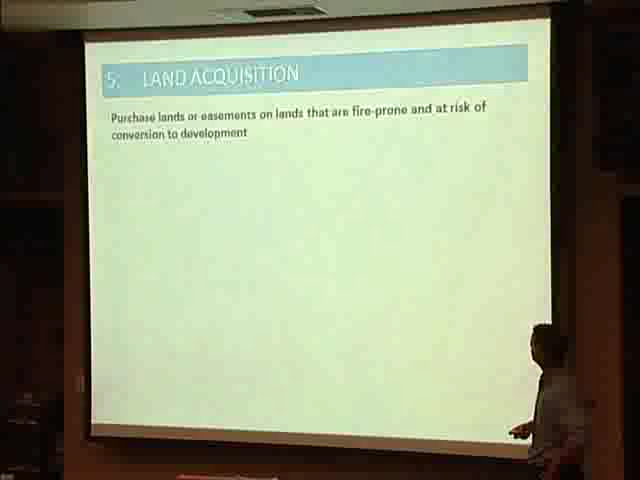 5. LAND ACQUISITION
Purchase lands or easements on lands that are fire-prone and at risk of
conversion to development